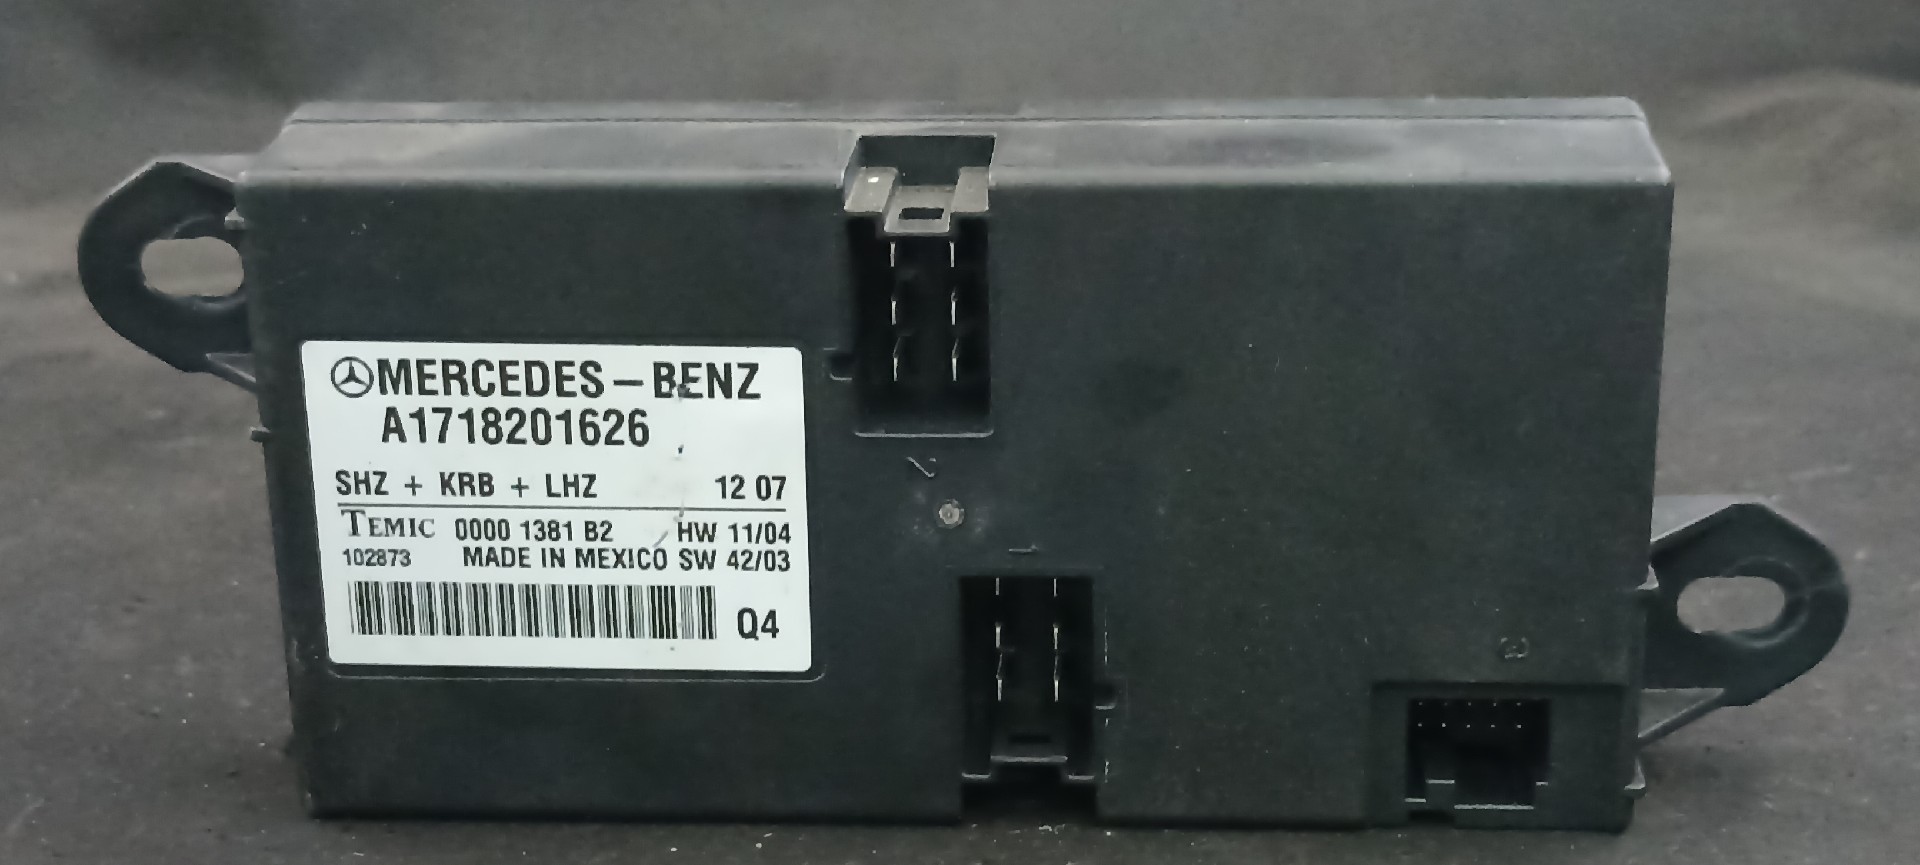 MERCEDES-BENZ
A1718201626
SHZ + KRB + LHZ 12 07
TEMIC 0000 1381 B2 HW 11/04
102873 MADE IN MEXICO SW 42/03
Q4